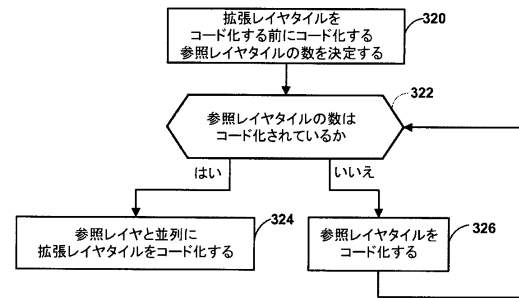 拡張レイヤタイルを
コード化する前にコード化する
参照レイヤタイルの数を決定する
320
参照レイヤタイルの数は
コード化されているか
322
はい
いいえ
参照レイヤと並列に
拡張レイヤタイルをコード化する
324
参照レイヤタイルを
コード化する
326